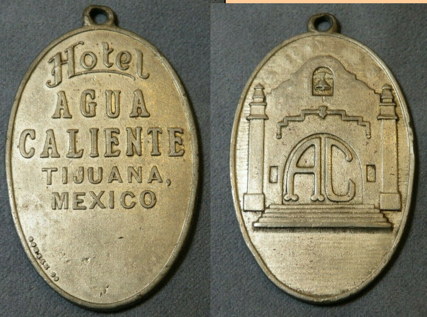 Hotel
AGUA
CALIENTE
TIJUANA,
MEXICO
AC